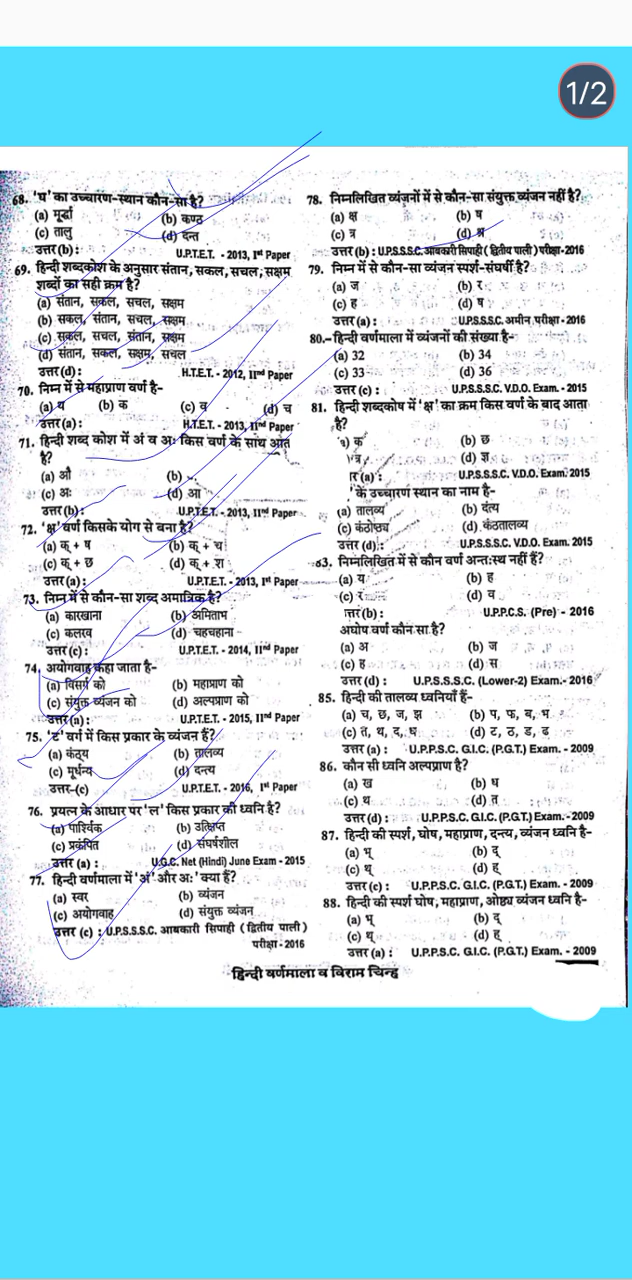 1/2
68. 'घ' का उच्चारण-स्थान कौन-सा है?
(a) मूर्द्धा (b) कण्ठ
(c) तालु (d) दन्त
उत्तर(b): U.P.T.E.T. - 2013, Iˢᵗ Paper
69. हिन्दी शब्दकोश के अनुसार संतान, सकल, सचल, सक्षम
शब्दों का सही क्रम है?
(a) संतान, सकल, सचल, सक्षम
(b) सकल, संतान, सचल, सक्षम
(c) सकल, सचल, संतान, सक्षम
(d) संतान, सकल, सक्षम, सचल
उत्तर(d): H.T.E.T. - 2012, IIⁿᵈ Paper
70. निम्न में से महाप्राण वर्ण है-
(a) (b) क (c) व (d) च
उत्तर(a): H.T.E.T. - 2013, IIⁿᵈ Paper
71. हिन्दी शब्द कोश में अं व अः किस वर्ण के साथ आते
है?
(a) औ (b)
(c) अः (d) आ
उत्तर(b): U.P.T.E.T. - 2013, IIⁿᵈ Paper
72. 'क्ष' वर्ण किसके योग से बना है?
(a) क् + ष (b) क् + च
(c) क् + छ (d) क् + श
उत्तर(a): U.P.T.E.T. - 2013, Iˢᵗ Paper
73. निम्न में से कौन-सा शब्द अमात्रिक है?
(a) कारखाना (b) अमिताभ
(c) कलरव (d) चहचहाना
उत्तर(c): U.P.T.E.T. - 2014, IIⁿᵈ Paper
74. अयोगवाह कहा जाता है-
(a) विसर्ग को (b) महाप्राण को
(c) संयुक्त व्यंजन को (d) अल्पप्राण को
उत्तर(a): U.P.T.E.T. - 2015, IIⁿᵈ Paper
75. 'ट' वर्ग में किस प्रकार के व्यंजन हैं?
(a) कंठ्य (b) तालव्य
(c) मूर्धन्य (d) दन्त्य
उत्तर-(c) U.P.T.E.T. - 2016, Iˢᵗ Paper
76. प्रयत्न के आधार पर 'ल' किस प्रकार की ध्वनि है?
(a) पार्श्विक (b) उत्क्षिप्त
(c) प्रकंपित (d) संघर्षशील
उत्तर (a) : U.G.C. Net (Hindi) June Exam - 2015
77. हिन्दी वर्णमाला में 'अं' और अः' क्या हैं?
(a) स्वर (b) व्यंजन
(c) अयोगवाह (d) संयुक्त व्यंजन
उत्तर (c) : U.P.S.S.S.C. आबकारी सिपाही (द्वितीय पाली)
परीक्षा-2016
78. निम्नलिखित व्यंजनों में से कौन-सा संयुक्त व्यंजन नहीं है?
(a) क्ष (b) ष
(c) त्र (d) श्र
उत्तर (b) : U.P.S.S.S.C. आबकारी सिपाही (द्वितीय पाली) परीक्षा-2016
79. निम्न में से कौन-सा व्यंजन स्पर्श-संघर्षी है?
(a) ज (b) र
(c) ह (d) ष
उत्तर (a) : U.P.S.S.S.C. अमीन परीक्षा - 2016
80.- हिन्दी वर्णमाला में व्यंजनों की संख्या है-
(a) 32 (b) 34
(c) 33 (d) 36
उत्तर (c) : U.P.S.S.S.C. V.D.O. Exam. - 2015
81. हिन्दी शब्दकोष में 'क्ष' का क्रम किस वर्ण के बाद आता
है?
क (b) छ
त्र (d) ज्ञ
(a) : U.P.S.S.S.C. V.D.O. Exam. 2015
' के उच्चारण स्थान का नाम है-
(a) तालव्य (b) दंत्य
(c) कंठोष्ठ्य (d) कंठतालव्य
उत्तर (d) : U.P.S.S.S.C. V.D.O. Exam. 2015
63. निम्नलिखित में से कौन वर्ण अन्तःस्थ नहीं हैं?
(a) य (b) ह
(c) र (d) व
उत्तर (b) : U.P.P.C.S. (Pre) - 2016
अघोष वर्ण कौन सा है?
(a) अ (b) ज
(c) ह (d) स
उत्तर (d) : U.P.S.S.S.C. (Lower-2) Exam.- 2016
85. हिन्दी की तालव्य ध्वनियाँ हैं-
(a) च, छ, ज, झ (b) प, फ, ब, भ
(c) त, थ, द, ध (d) ट, ठ, ड, ढ
उत्तर (a) : U.P.P.S.C. G.I.C. (P.G.T.) Exam - 2009
86. कौन सी ध्वनि अल्पप्राण है?
(a) ख (b) ध
(c) थ (d) त
उत्तर (d) : U.P.P.S.C. G.I.C. (P.G.T.) Exam.-2009
87. हिन्दी की स्पर्श, घोष, महाप्राण, दन्त्य, व्यंजन ध्वनि है-
(a) भ् (b) द्
(c) ध् (d) ह्
उत्तर (c) : U.P.P.S.C. G.I.C. (P.G.T.) Exam. - 2009
88. हिन्दी की स्पर्श घोष, महाप्राण, ओष्ठ्य व्यंजन ध्वनि है-
(a) भ् (b) द्
(c) (d) ह्
उत्तर (a) : U.P.P.S.C. G.I.C. (P.G.T.) Exam. - 2009
हिन्दी वर्णमाला व विराम चिन्ह